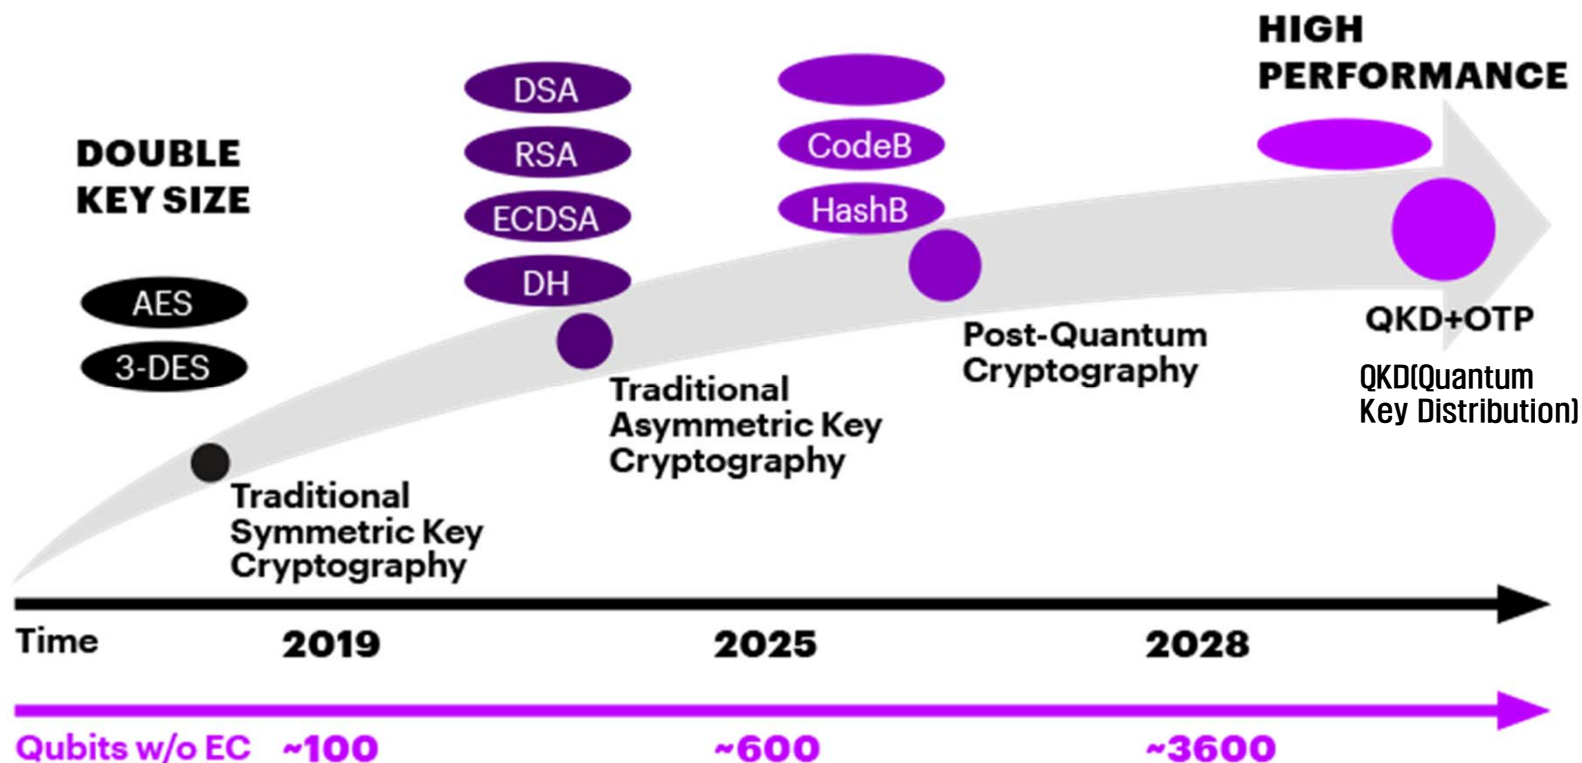 HIGH
PERFORMANCE
DOUBLE
KEY SIZE
AES
3-DES
DSA
RSA
ECDSA
DH
CodeB
HashB
Traditional
Symmetric Key
Cryptography
Traditional
Asymmetric Key
Cryptography
Post-Quantum
Cryptography
QKD+OTP
QKD(Quantum
Key Distribution)
Time 2019 2025 2028
Qubits w/o EC ~100 ~600 ~3600